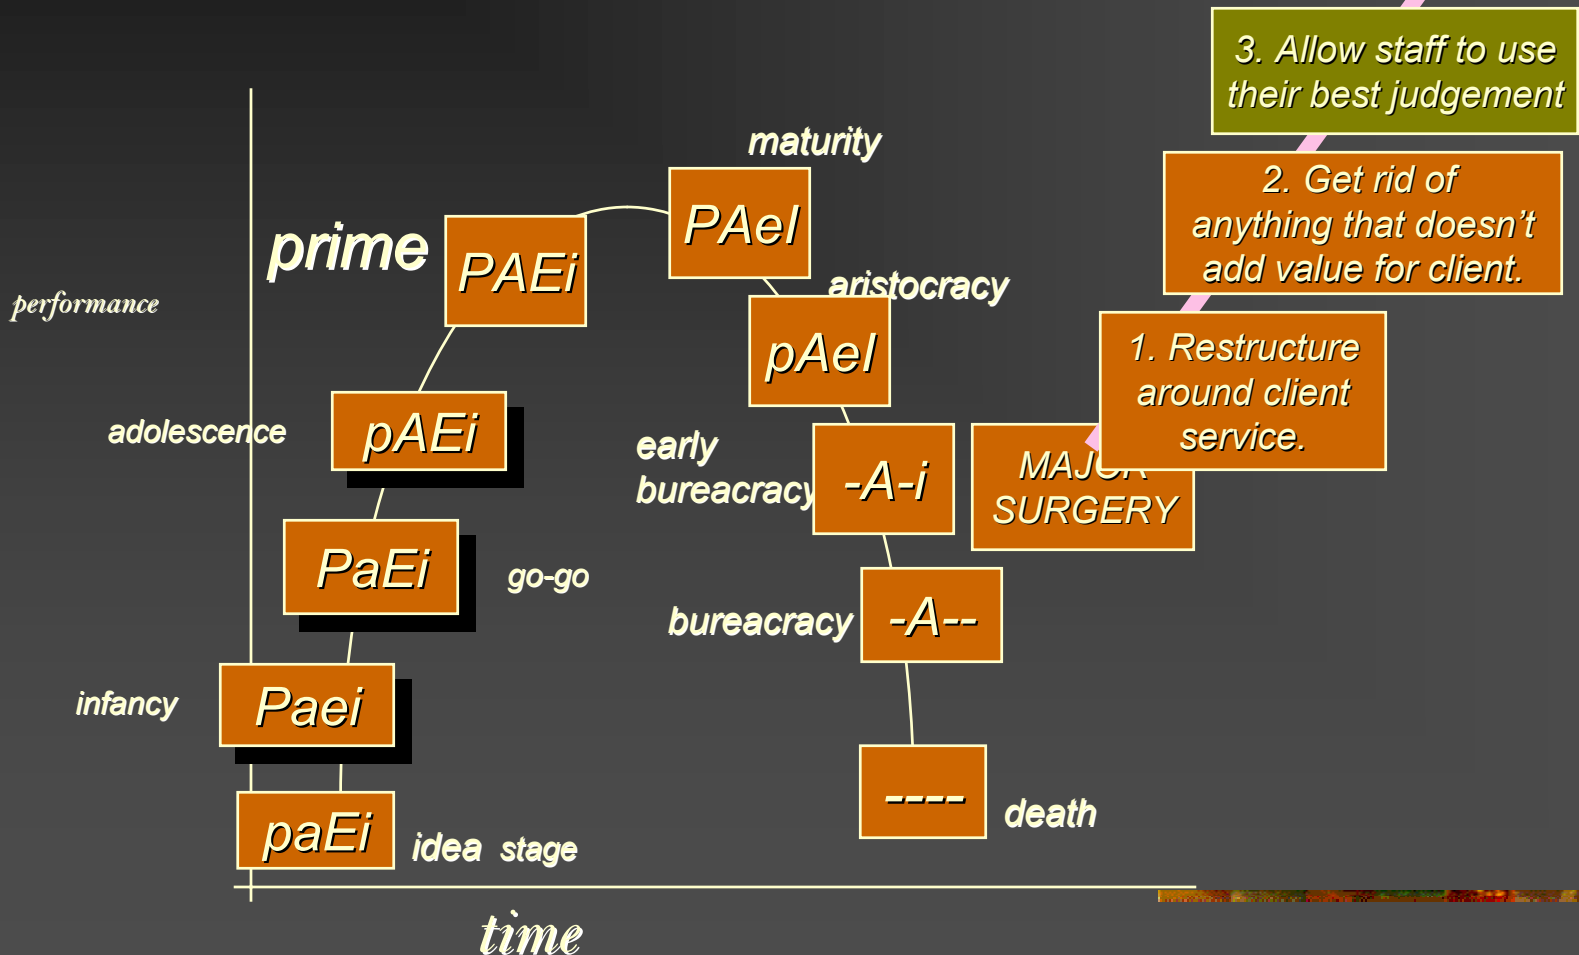 3. Allow staff to use
their best judgement
maturity
2. Get rid of
anything that doesn't
add value for client.
PAeI
prime
PAEi
aristocracy
performance
1. Restructure
around client
service.
pAeI
adolescence
pAEi
early
bureacracy
-A-i
MAJOR
SURGERY
PaEi
go-go
bureacracy
-A--
infancy
Paei
----
death
paEi
idea stage
time